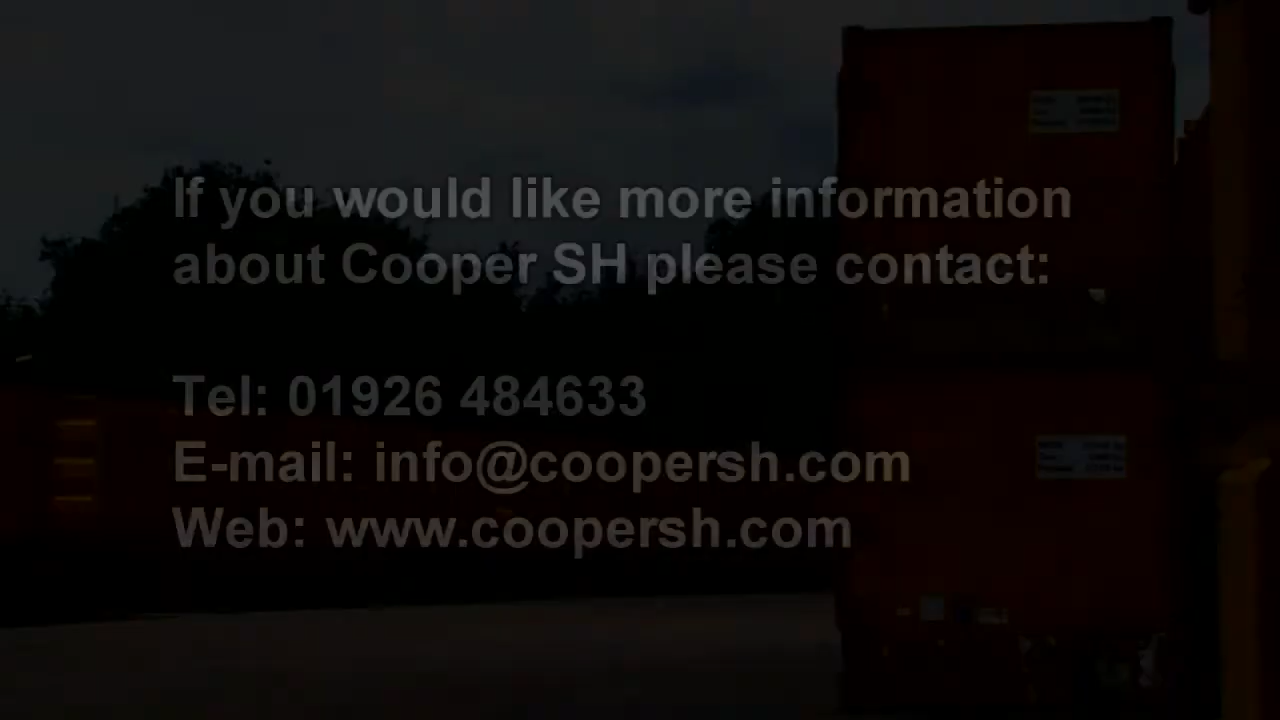 If you would like more information
about Cooper SH please contact:
Tel: 01926 484633
E-mail: info@coopersh.com
Web: www.coopersh.com